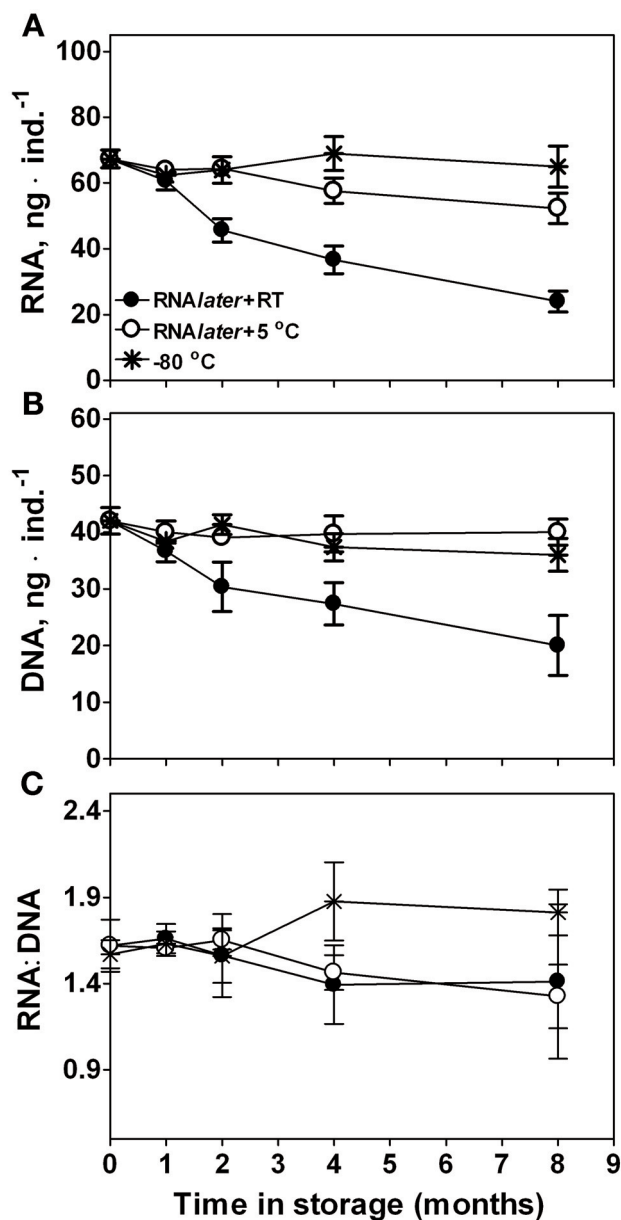 A
RNA, ng · ind.⁻¹
100
80
60
40
20
0
RNAlater+RT
RNAlater+5 °C
-80 °C
B
DNA, ng · ind.⁻¹
60
50
40
30
20
10
0
C
RNA: DNA
2.4
1.9
1.4
0.9
0 1 2 3 4 5 6 7 8 9
Time in storage (months)